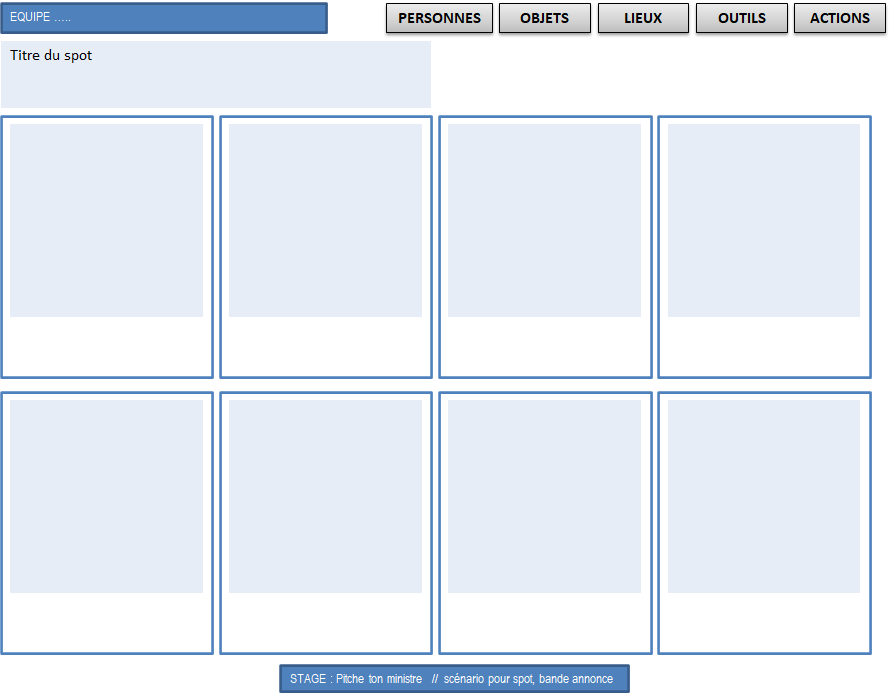 EQUIPE .....
PERSONNES
OBJETS
LIEUX
OUTILS
ACTIONS
Titre du spot
STAGE : Pitche ton ministre // scénario pour spot, bande annonce